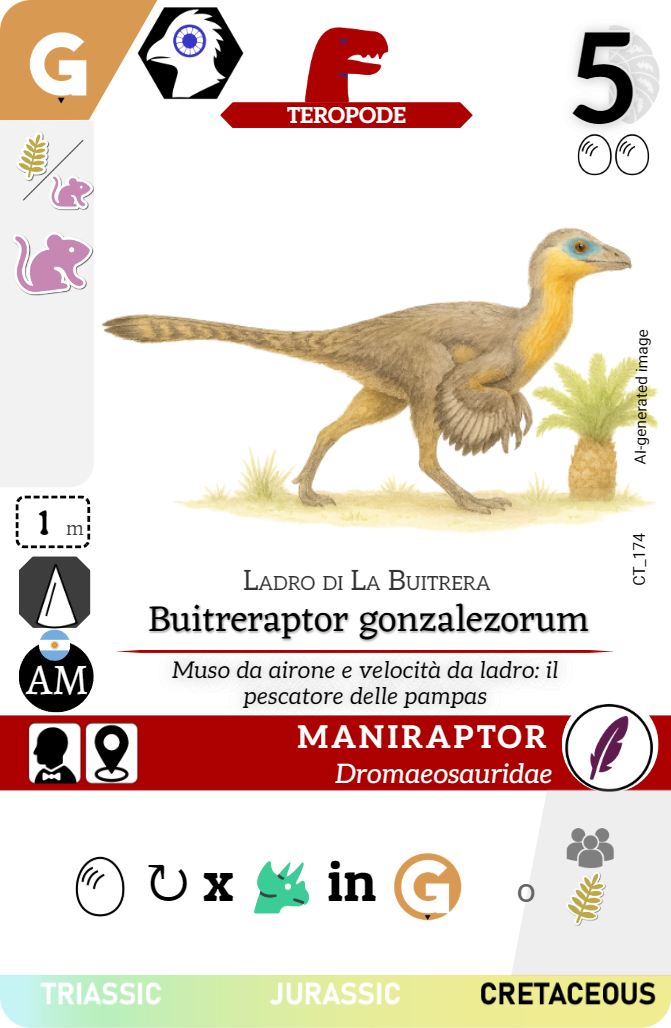 G
TEROPODE
5
1 m
AM
AI-generated image
CT_174
Ladro di La Buitrera
Buitreraptor gonzalezorum
Muso da airone e velocità da ladro: il
pescatore delle pampas
MANIRAPTOR
Dromaeosauridae
x in G o
TRIASSIC JURASSIC CRETACEOUS